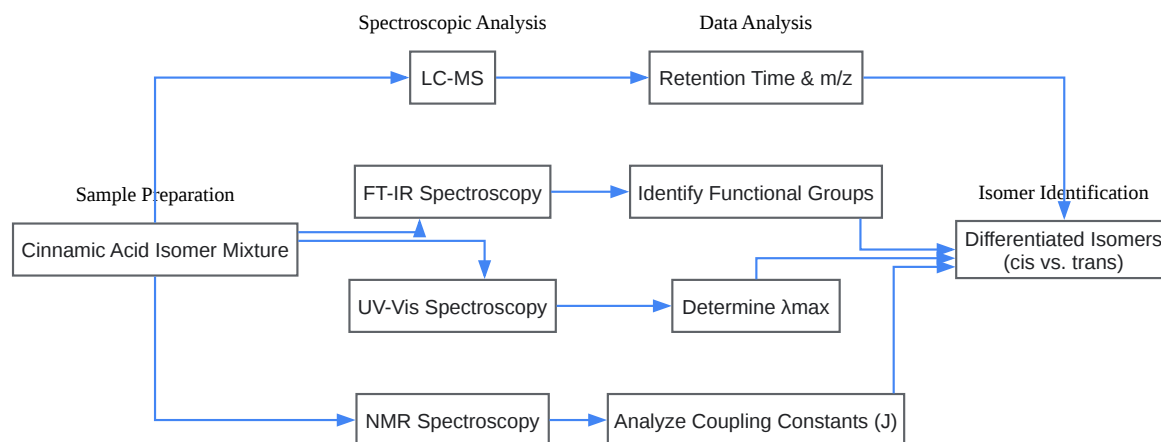 Spectroscopic Analysis
Data Analysis
LC-MS
Retention Time & m/z
Sample Preparation
FT-IR Spectroscopy
Identify Functional Groups
Isomer Identification
Cinnamic Acid Isomer Mixture
Differentiated Isomers
(cis vs. trans)
UV-Vis Spectroscopy
Determine λmax
NMR Spectroscopy
Analyze Coupling Constants (J)